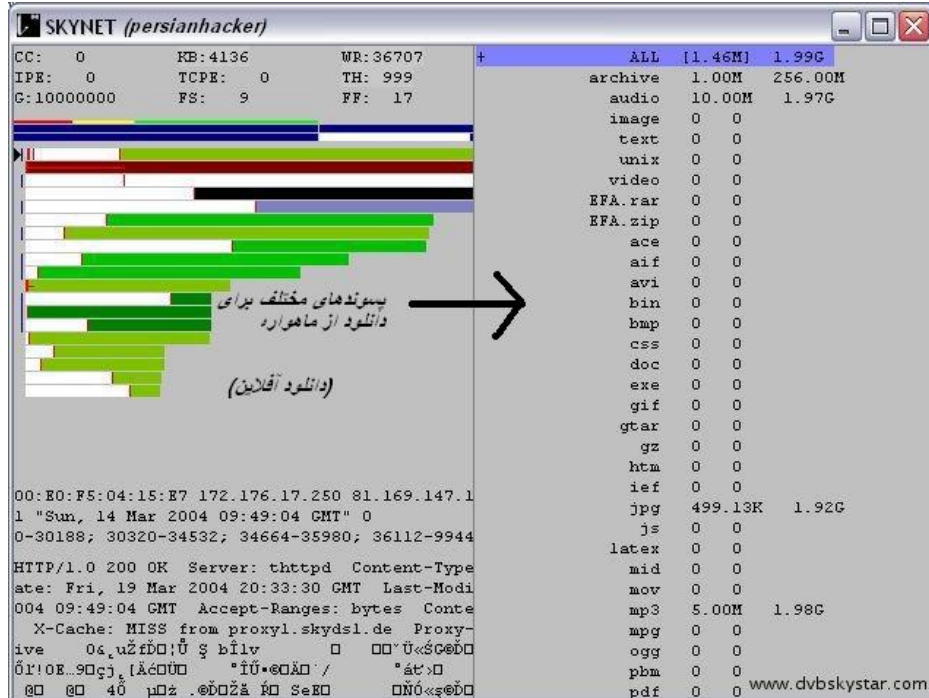 SKYNET (persianhacker)
CC: 0 KB:4136 WR:36707
IPE: 0 TCPE: 0 TH: 999
G:10000000 FS: 9 FF: 17
پسوندهای مختلف برای
دانلود از ماهواره
(دانلود آفلاین)
00:E0:F5:04:15:E7 172.176.17.250 81.169.147.1
1 "Sun, 14 Mar 2004 09:49:04 GMT" 0
0-30188; 30320-34532; 34664-35980; 36112-9944
HTTP/1.0 200 OK Server: thttpd Content-Type
ate: Fri, 19 Mar 2004 20:33:30 GMT Last-Modi
004 09:49:04 GMT Accept-Ranges: bytes Conte
X-Cache: MISS from proxy1.skydsl.de Proxy-
ive
+ ALL [1.46M] 1.99G
archive 1.00M 256.00M
audio 10.00M 1.97G
image 0 0
text 0 0
unix 0 0
video 0 0
EFA.rar 0 0
EFA.zip 0 0
ace 0 0
aif 0 0
avi 0 0
bin 0 0
bmp 0 0
css 0 0
doc 0 0
exe 0 0
gif 0 0
gtar 0 0
gz 0 0
htm 0 0
ief 0 0
jpg 499.13K 1.92G
js 0 0
latex 0 0
mid 0 0
mov 0 0
mp3 5.00M 1.98G
mpg 0 0
ogg 0 0
pbm 0 0
pdf 0 0
www.dvbskystar.com